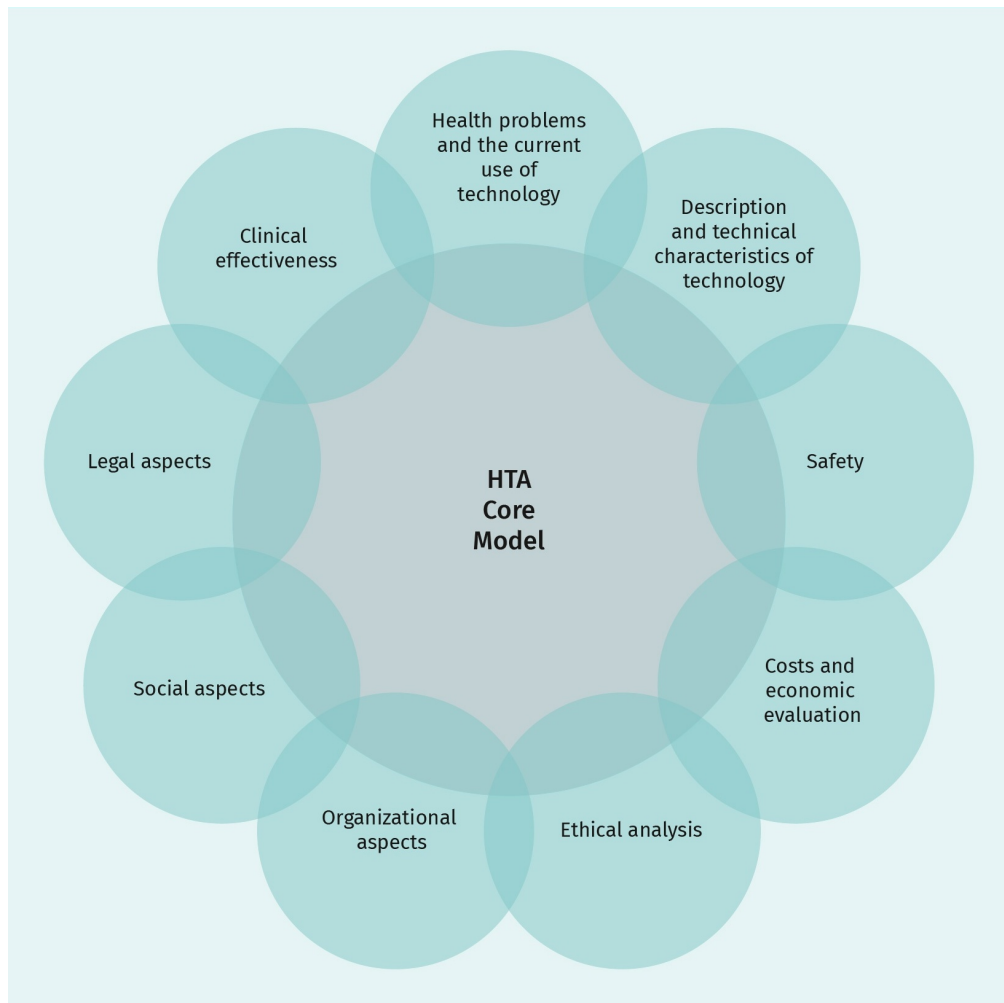 Health problems
and the current
use of
technology
Description
and technical
characteristics of
technology
Clinical
effectiveness
Legal aspects
Safety
HTA
Core
Model
Costs and
economic
evaluation
Social aspects
Organizational
aspects
Ethical analysis